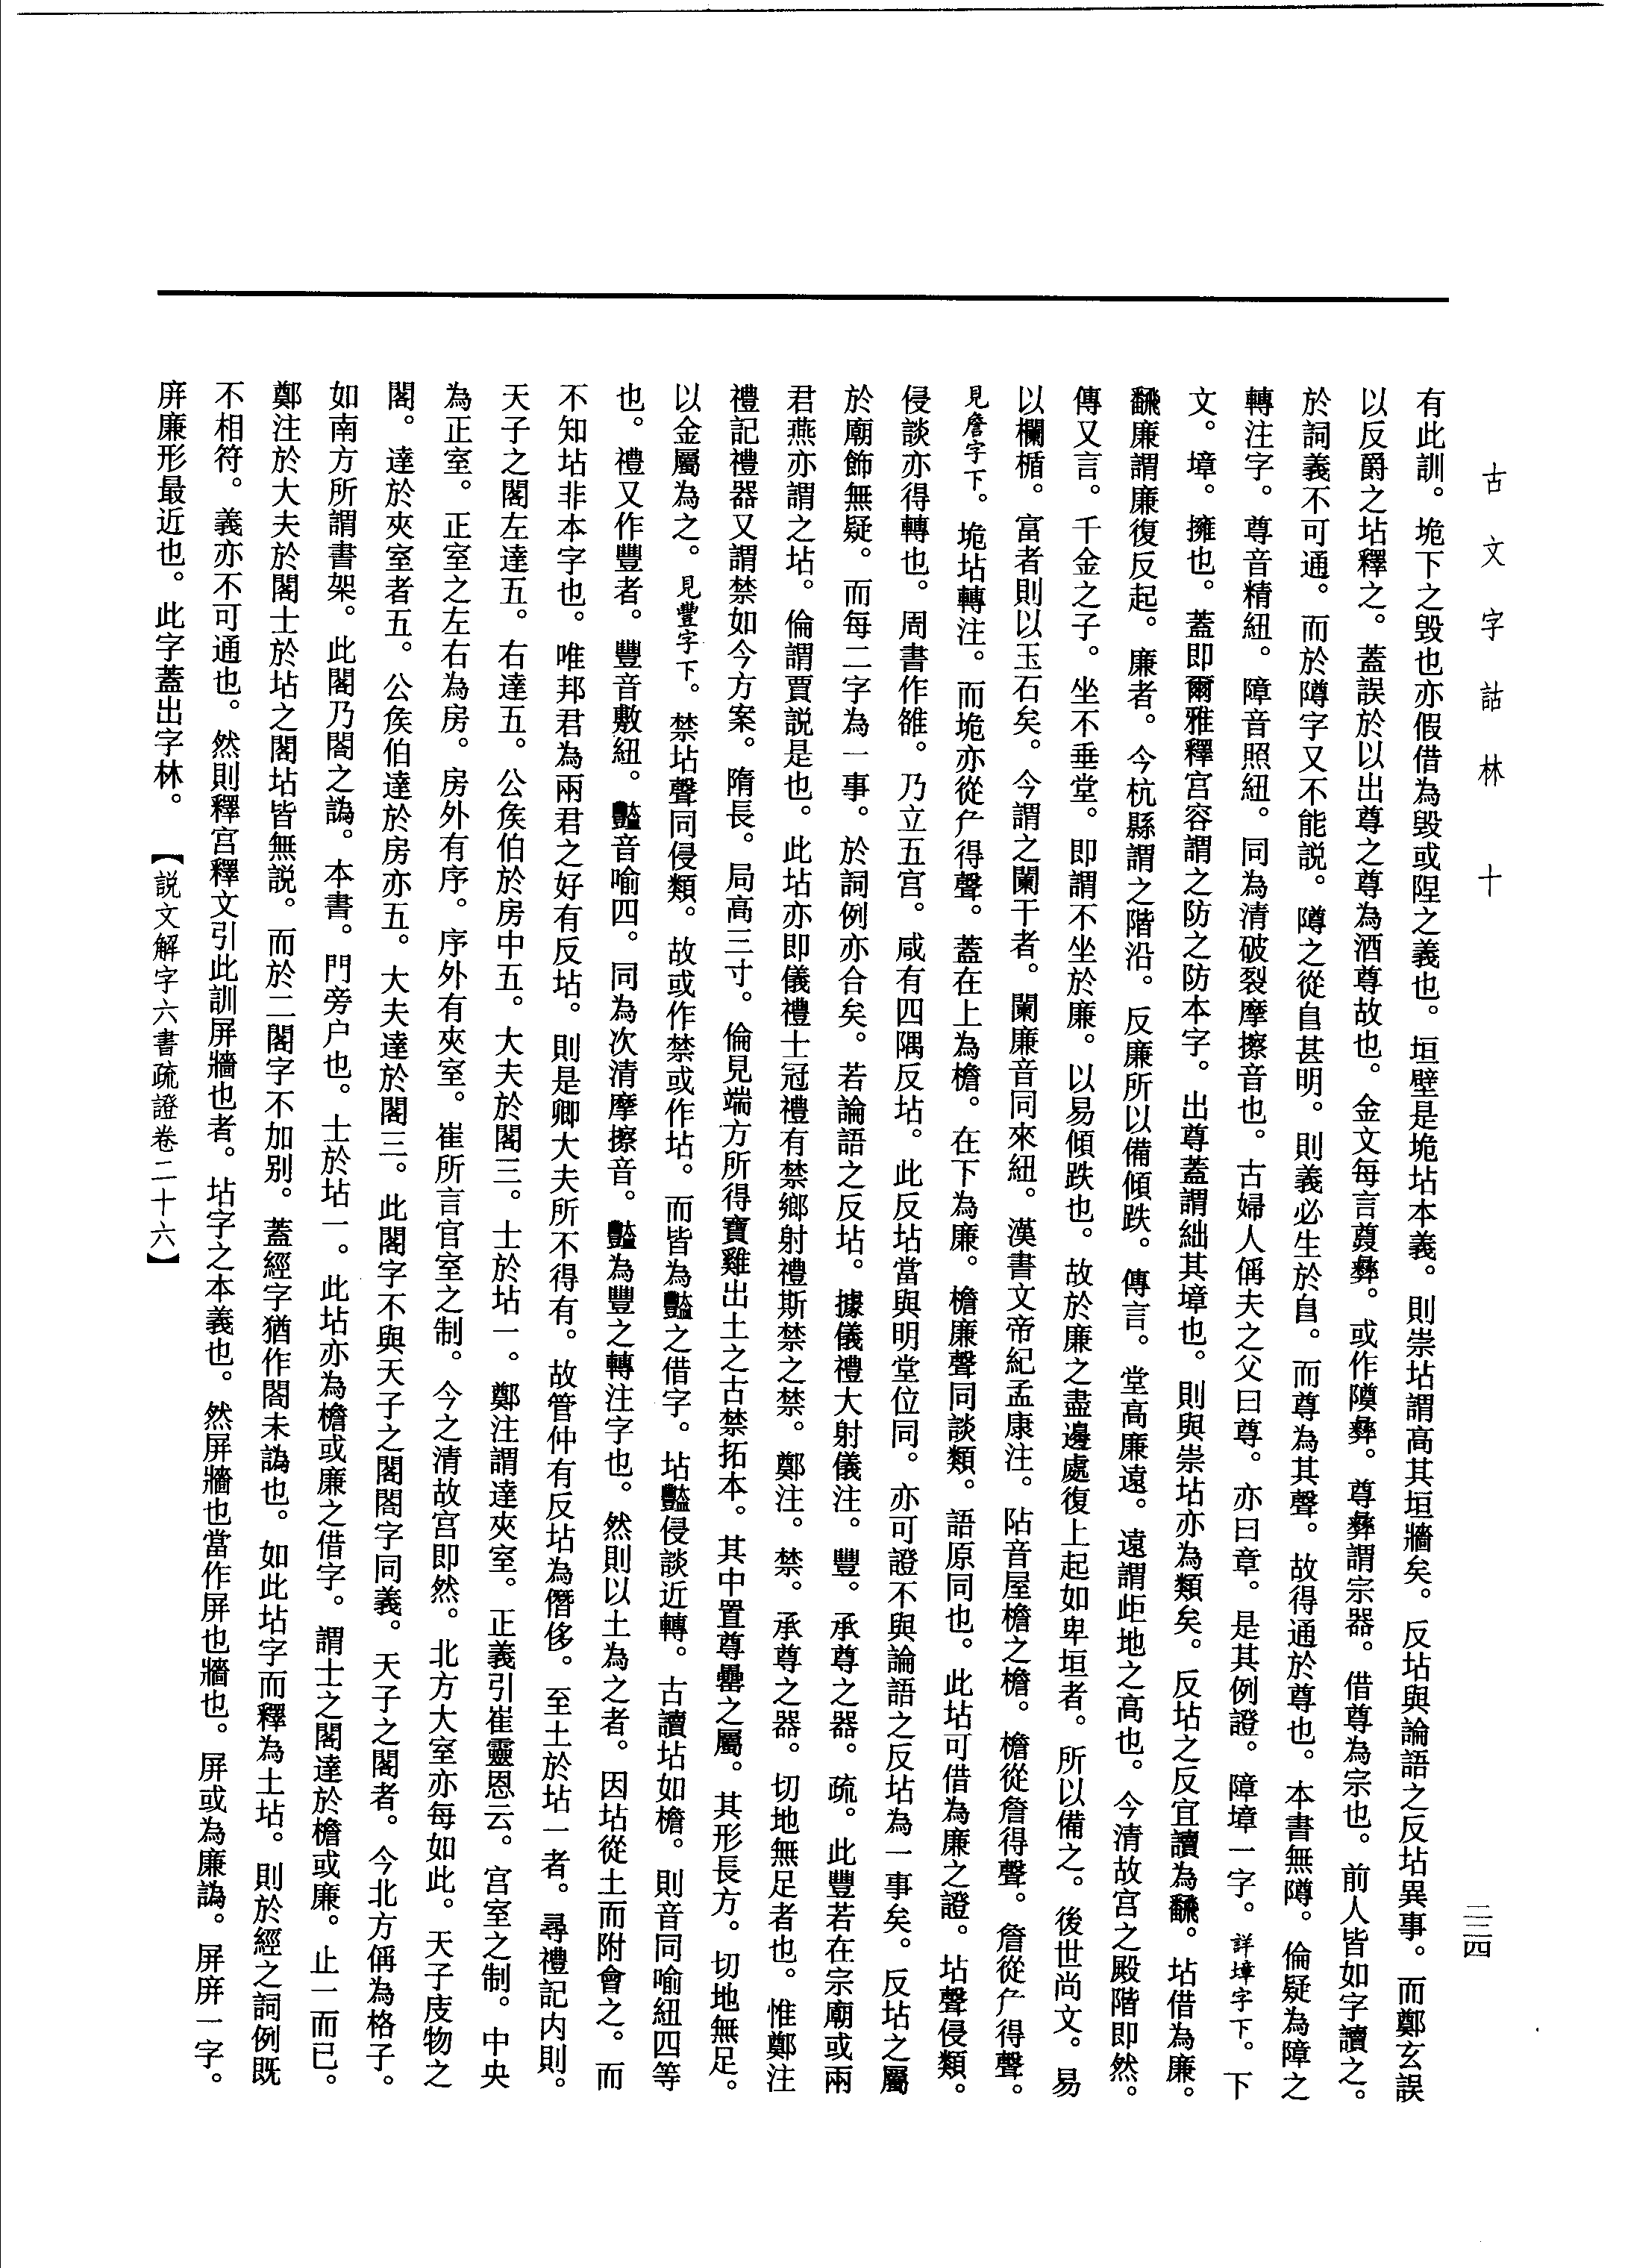 古文字詁林　十
二三四
有此訓。垝下之毁也亦假借為毁或陧之義也。垣壁是垝坫本義。則崇坫謂高其垣牆矣。反坫與論語之反坫異事。而鄭玄誤
以反爵之坫釋之。蓋誤於以出尊之尊為酒尊故也。金文每言尊彝。或作隩彝。尊彝謂宗器。借尊為宗也。前人皆如字讀之。
於詞義不可通。而於墫字又不能説。墫之從𨸏甚明。則義必生於𨸏。而尊為其聲。故得通於尊也。本書無墫。倫疑為障之
轉注字。尊音精紐。障音照紐。同為清破裂摩擦音也。古婦人偁夫之父曰尊。亦曰章。是其例證。障墇一字。詳墇字下。下
文。墇。擁也。蓋即爾雅釋宫容謂之防之防本字。出尊蓋謂絀其墇也。則與崇坫亦為類矣。反坫之反宜讀為飜。坫借為廉。
飜廉謂廉復反起。廉者。今杭縣謂之階沿。反廉所以備傾跌。傳言。堂高廉遠。遠謂歫地之高也。今清故宫之殿階即然。
傳又言。千金之子。坐不垂堂。即謂不坐於廉。以易傾跌也。故於廉之盡邊處復上起如卑垣者。所以備之。後世尚文。易
以欄楯。富者則以玉石矣。今謂之闌干者。闌廉音同來紐。漢書文帝紀孟康注。阽音屋檐之檐。檐從詹得聲。詹從厃得聲。
見詹字下。垝坫轉注。而垝亦從厃得聲。蓋在上為檐。在下為廉。檐廉聲同談類。語原同也。此坫可借為廉之證。坫聲侵類。
侵談亦得轉也。周書作雒。乃立五宫。咸有四隅反坫。此反坫當與明堂位同。亦可證不與論語之反坫為一事矣。反坫之屬
於廟飾無疑。而每二字為一事。於詞例亦合矣。若論語之反坫。據儀禮大射儀注。豐。承尊之器。疏。此豐若在宗廟或兩
君燕亦謂之坫。倫謂賈説是也。此坫亦即儀禮士冠禮有禁鄉射禮斯禁之禁。鄭注。禁。承尊之器。切地無足者也。惟鄭注
禮記禮器又謂禁如今方案。隋長。局高三寸。倫見端方所得寶雞出土之古禁拓本。其中置尊罍之屬。其形長方。切地無足。
以金屬為之。見豐字下。禁坫聲同侵類。故或作禁或作坫。而皆為豔之借字。坫豔侵談近轉。古讀坫如檐。則音同喻紐四等
也。禮又作豐者。豐音敷紐。豔音喻四。同為次清摩擦音。豔為豐之轉注字也。然則以土為之者。因坫從土而附會之。而
不知坫非本字也。唯邦君為兩君之好有反坫。則是卿大夫所不得有。故管仲有反坫為僭侈。至士於坫一者。尋禮記内則。
天子之閣左達五。右達五。公矦伯於房中五。大夫於閣三。士於坫一。鄭注謂達夾室。正義引崔靈恩云。宫室之制。中央
為正室。正室之左右為房。房外有序。序外有夾室。崔所言官室之制。今之清故宫即然。北方大室亦每如此。天子庋物之
閣。達於夾室者五。公矦伯達於房亦五。大夫達於閣三。此閣字不與天子之閣閤字同義。天子之閣者。今北方偁為格子。
如南方所謂書架。此閣乃閤之譌。本書。門旁户也。士於坫一。此坫亦為檐或廉之借字。謂士之閣達於檐或廉。止一而已。
鄭注於大夫於閣士於坫之閣坫皆無説。而於二閣字不加别。蓋經字猶作閤未譌也。如此坫字而釋為土坫。則於經之詞例既
不相符。義亦不可通也。然則釋宫釋文引此訓屏牆也者。坫字之本義也。然屏牆也當作屏也牆也。屏或為廉譌。屏庰一字。
庰廉形最近也。此字蓋出字林。　【説文解字六書疏證卷二十六】